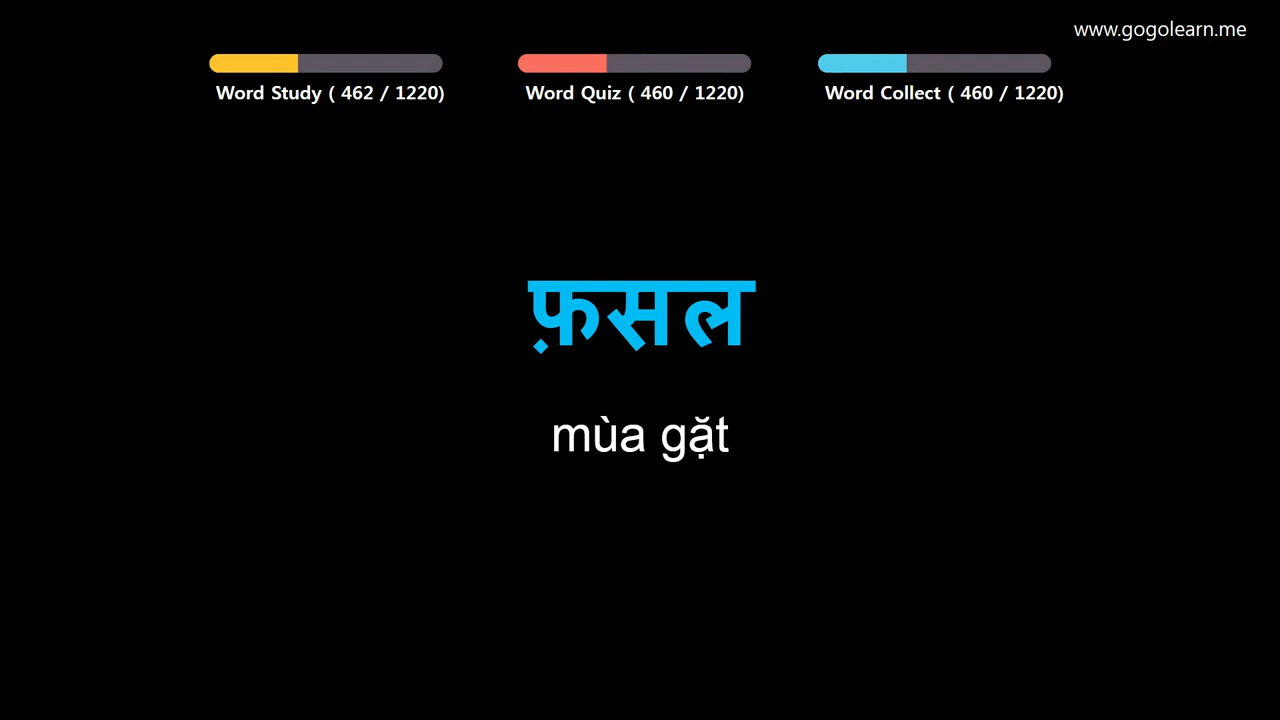 www.gogolearn.me
Word Study ( 462 / 1220)
Word Quiz ( 460 / 1220)
Word Collect ( 460 / 1220)
फ़सल
mùa gặt